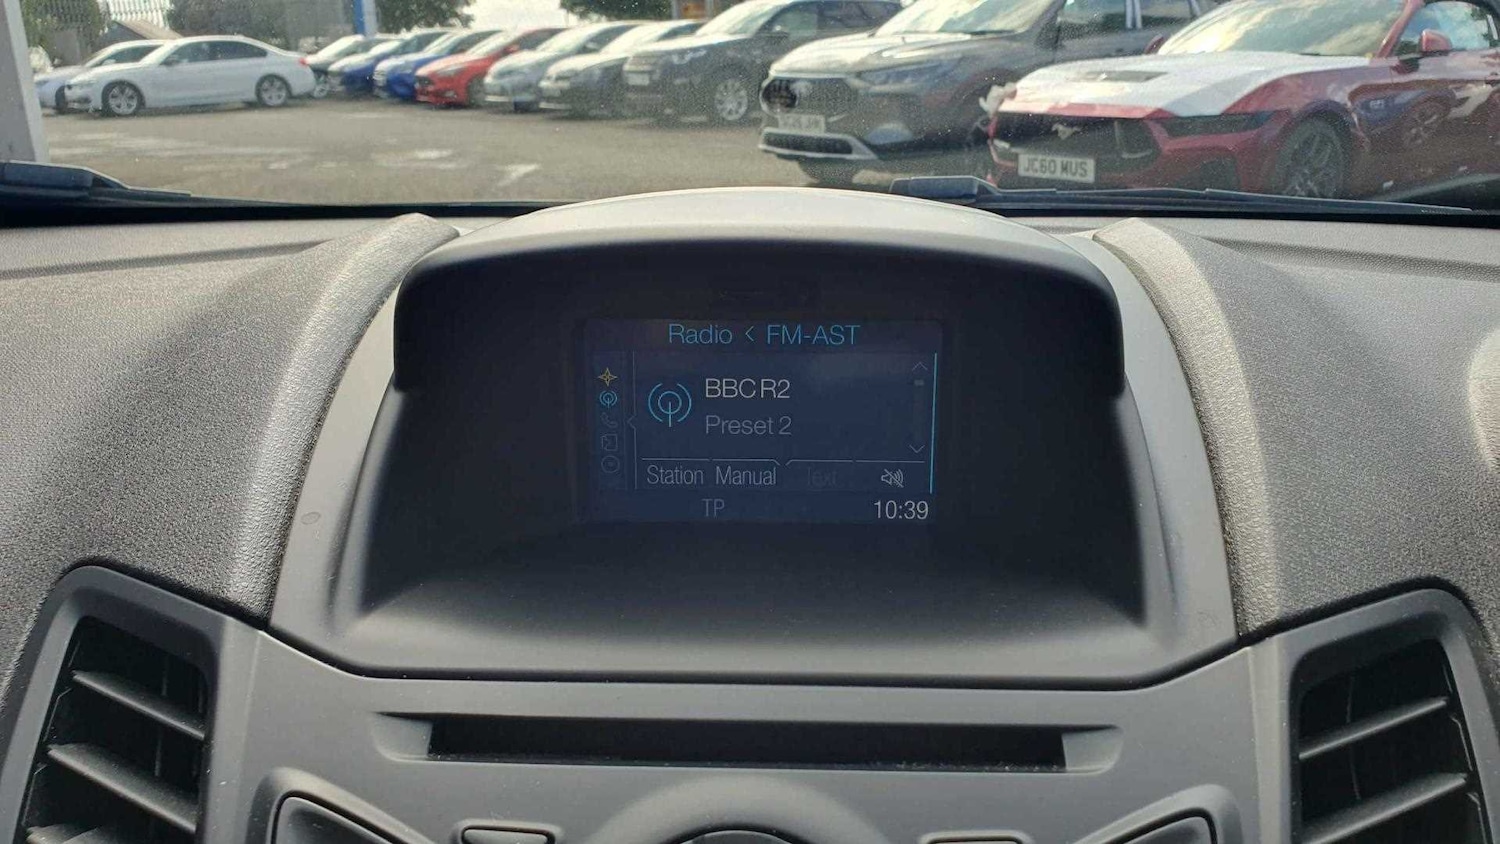 JC60 MUS
Radio < FM-AST
BBC R2
Preset 2
Station Manual Text
TP 10:39